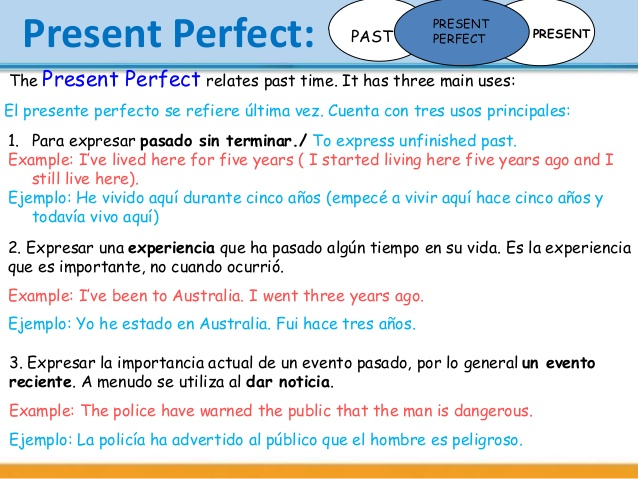 Present Perfect:
PAST
PRESENT
PERFECT
PRESENT
The Present Perfect relates past time. It has three main uses:
El presente perfecto se refiere última vez. Cuenta con tres usos principales:
1. Para expresar pasado sin terminar./ To express unfinished past.
Example: I've lived here for five years ( I started living here five years ago and I
still live here).
Ejemplo: He vivido aquí durante cinco años (empecé a vivir aquí hace cinco años y
todavía vivo aquí)
2. Expresar una experiencia que ha pasado algún tiempo en su vida. Es la experiencia
que es importante, no cuando ocurrió.
Example: I've been to Australia. I went three years ago.
Ejemplo: Yo he estado en Australia. Fui hace tres años.
3. Expresar la importancia actual de un evento pasado, por lo general un evento
reciente. A menudo se utiliza al dar noticia.
Example: The police have warned the public that the man is dangerous.
Ejemplo: La policía ha advertido al público que el hombre es peligroso.